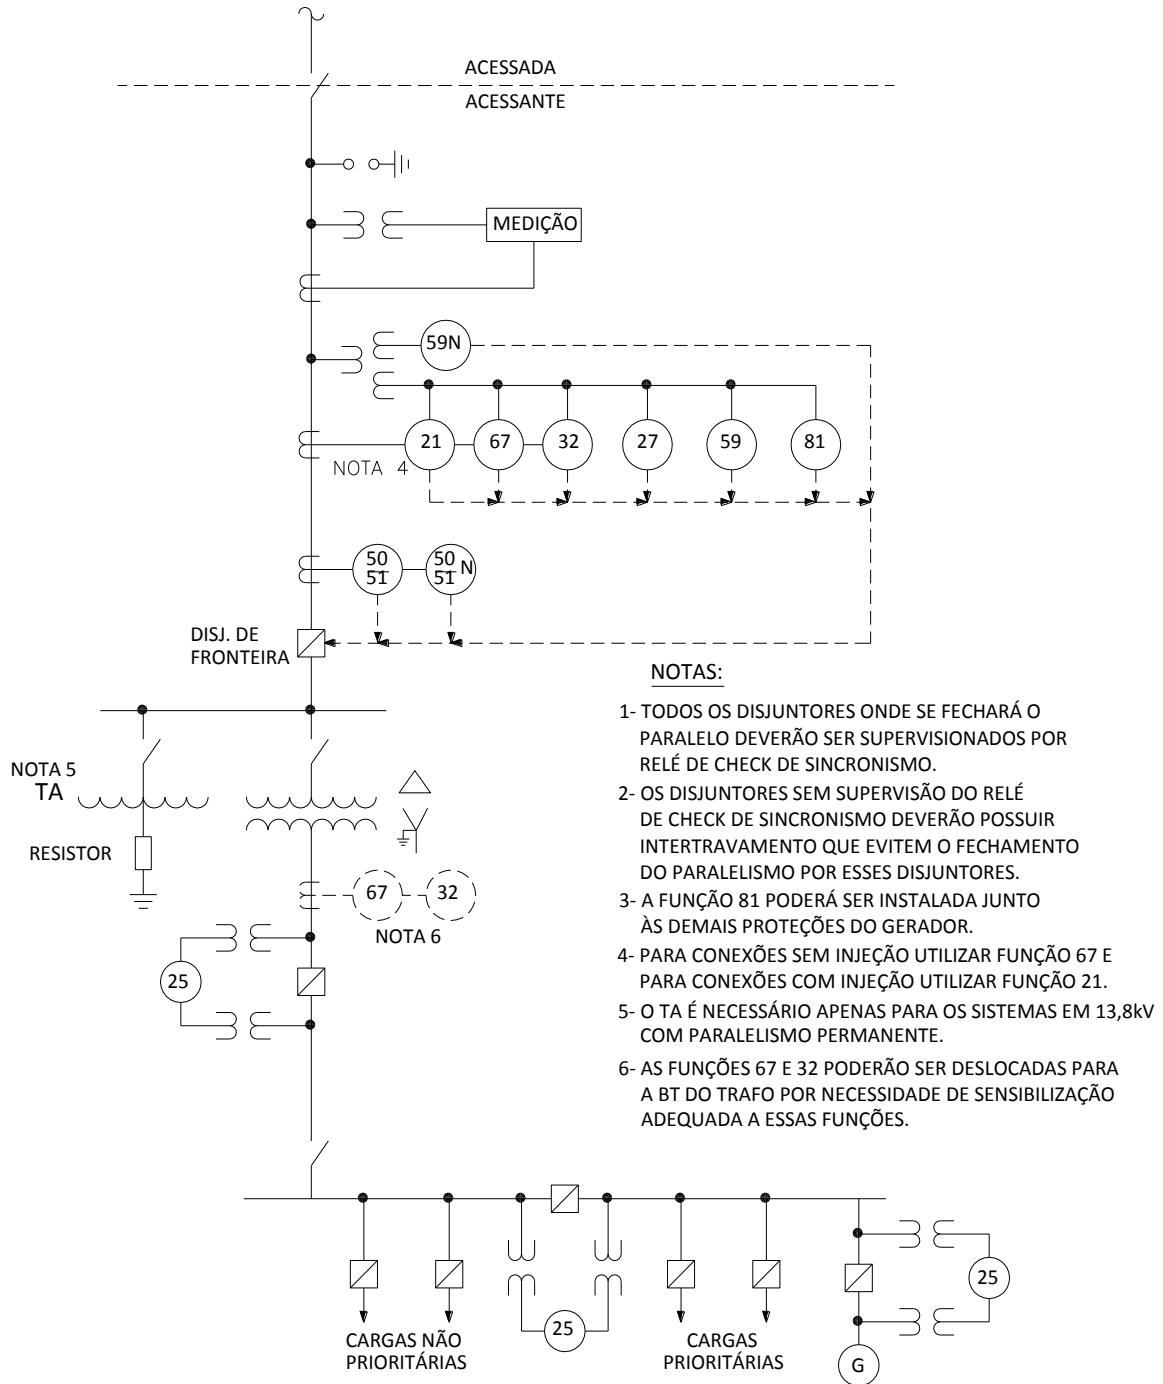 ACESSADA
ACESSANTE
MEDIÇÃO
59N
21
67
32
27
59
81
NOTA 4
50
51
50
51
N
DISJ. DE
FRONTEIRA
NOTAS:
1- TODOS OS DISJUNTORES ONDE SE FECHARÁ O
PARALELO DEVERÃO SER SUPERVISIONADOS POR
RELÉ DE CHECK DE SINCRONISMO.
2- OS DISJUNTORES SEM SUPERVISÃO DO RELÉ
DE CHECK DE SINCRONISMO DEVERÃO POSSUIR
INTERTRAVAMENTO QUE EVITEM O FECHAMENTO
DO PARALELISMO POR ESSES DISJUNTORES.
3- A FUNÇÃO 81 PODERÁ SER INSTALADA JUNTO
ÀS DEMAIS PROTEÇÕES DO GERADOR.
4- PARA CONEXÕES SEM INJEÇÃO UTILIZAR FUNÇÃO 67 E
PARA CONEXÕES COM INJEÇÃO UTILIZAR FUNÇÃO 21.
5- O TA É NECESSÁRIO APENAS PARA OS SISTEMAS EM 13,8kV
COM PARALELISMO PERMANENTE.
6- AS FUNÇÕES 67 E 32 PODERÃO SER DESLOCADAS PARA
A BT DO TRAFO POR NECESSIDADE DE SENSIBILIZAÇÃO
ADEQUADA A ESSAS FUNÇÕES.
NOTA 5
TA
RESISTOR
67
32
NOTA 6
25
CARGAS NÃO
PRIORITÁRIAS
25
CARGAS
PRIORITÁRIAS
25
G